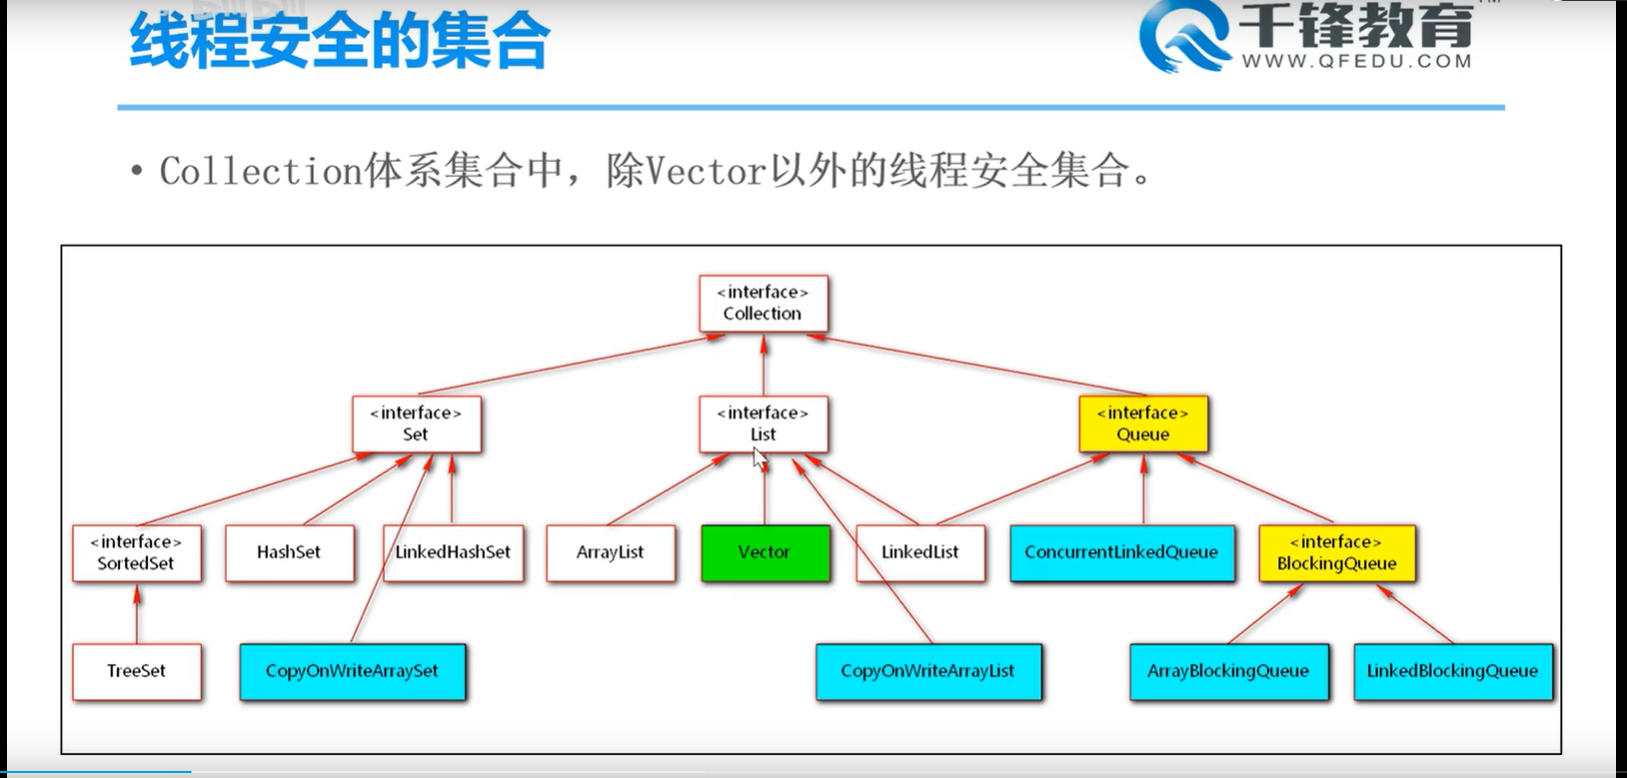 线程安全的集合
千锋教育
WWW.QFEDU.COM
• Collection体系集合中，除Vector以外的线程安全集合。
<interface>
Collection
<interface>
Set
<interface>
List
<interface>
Queue
<interface>
SortedSet
HashSet
LinkedHashSet
ArrayList
Vector
LinkedList
ConcurrentLinkedQueue
<interface>
BlockingQueue
TreeSet
CopyOnWriteArraySet
CopyOnWriteArrayList
ArrayBlockingQueue
LinkedBlockingQueue